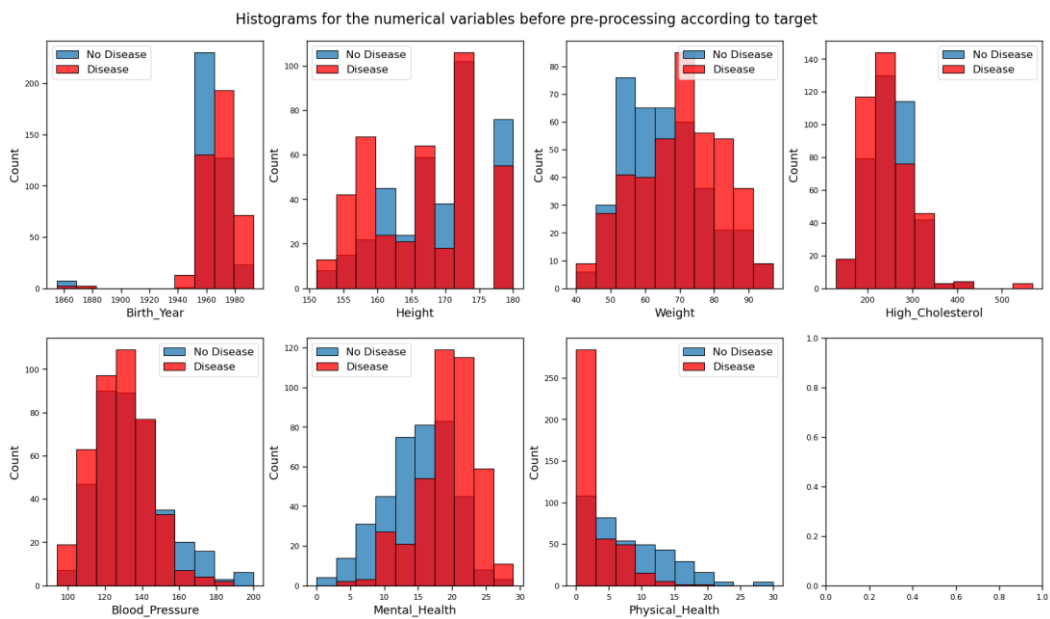 Histograms for the numerical variables before pre-processing according to target
Count
200
150
100
50
0
No Disease
Disease
1860 1880 1900 1920 1940 1960 1980
Birth_Year
Count
100
80
60
40
20
0
No Disease
Disease
150 155 160 165 170 175 180
Height
Count
80
70
60
50
40
30
20
10
0
No Disease
Disease
40 50 60 70 80 90
Weight
Count
140
120
100
80
60
40
20
0
No Disease
Disease
200 300 400 500
High_Cholesterol
Count
100
80
60
40
20
0
No Disease
Disease
100 120 140 160 180 200
Blood_Pressure
Count
120
100
80
60
40
20
0
No Disease
Disease
0 5 10 15 20 25 30
Mental_Health
Count
250
200
150
100
50
0
No Disease
Disease
0 5 10 15 20 25 30
Physical_Health
1.0
0.8
0.6
0.4
0.2
0.0
0.0 0.2 0.4 0.6 0.8 1.0